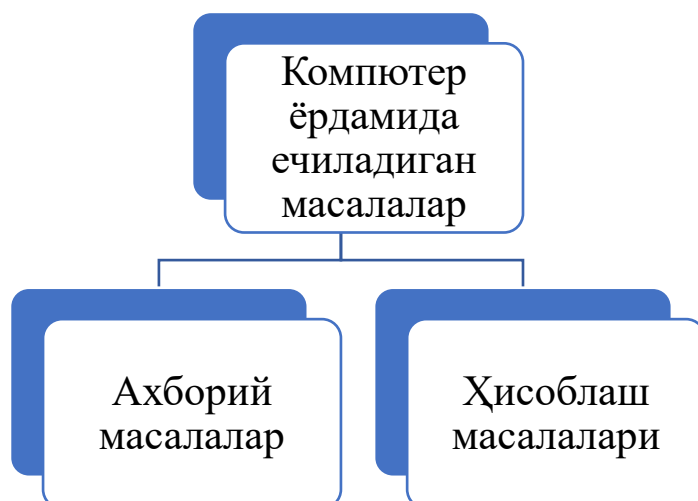 Компютер
ёрдамида
ечиладиган
масалалар
Ахборий
масалалар
Ҳисоблаш
масалалари